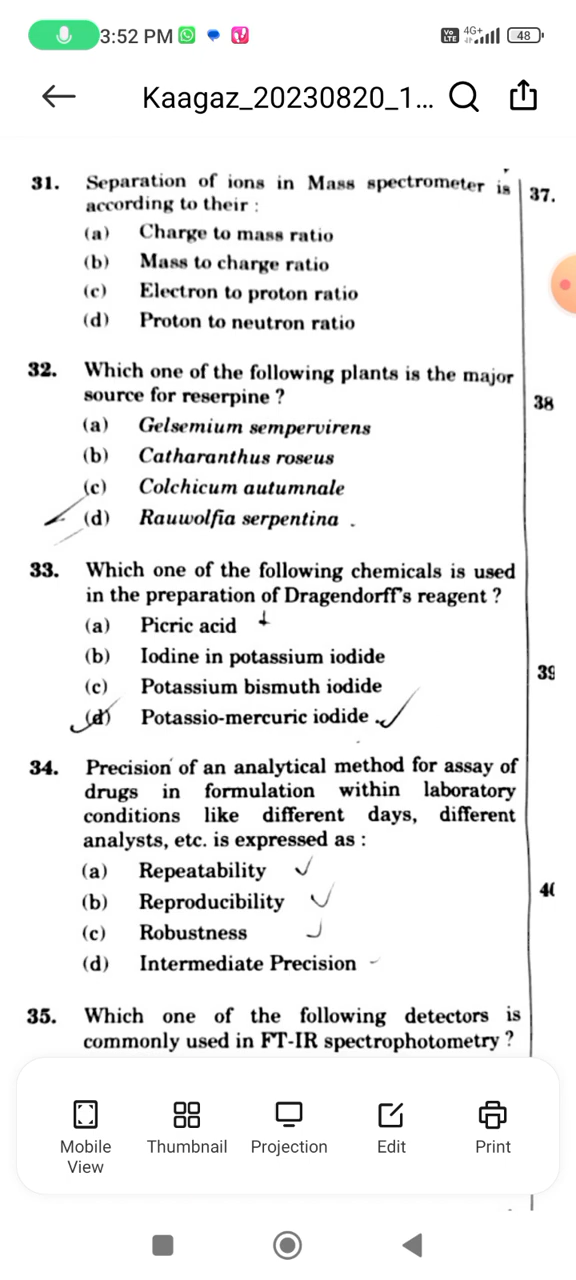 3:52 PM
Vo LTE 4G+ 48
Kaagaz_20230820_1...
31. Separation of ions in Mass spectrometer is
according to their :
(a) Charge to mass ratio
(b) Mass to charge ratio
(c) Electron to proton ratio
(d) Proton to neutron ratio
32. Which one of the following plants is the major
source for reserpine ?
(a) Gelsemium sempervirens
(b) Catharanthus roseus
(c) Colchicum autumnale
(d) Rauwolfia serpentina .
33. Which one of the following chemicals is used
in the preparation of Dragendorff's reagent ?
(a) Picric acid
(b) Iodine in potassium iodide
(c) Potassium bismuth iodide
(d) Potassio-mercuric iodide
34. Precision of an analytical method for assay of
drugs in formulation within laboratory
conditions like different days, different
analysts, etc. is expressed as :
(a) Repeatability
(b) Reproducibility
(c) Robustness
(d) Intermediate Precision
35. Which one of the following detectors is
commonly used in FT-IR spectrophotometry ?
37.
38
39
Mobile View
Thumbnail
Projection
Edit
Print